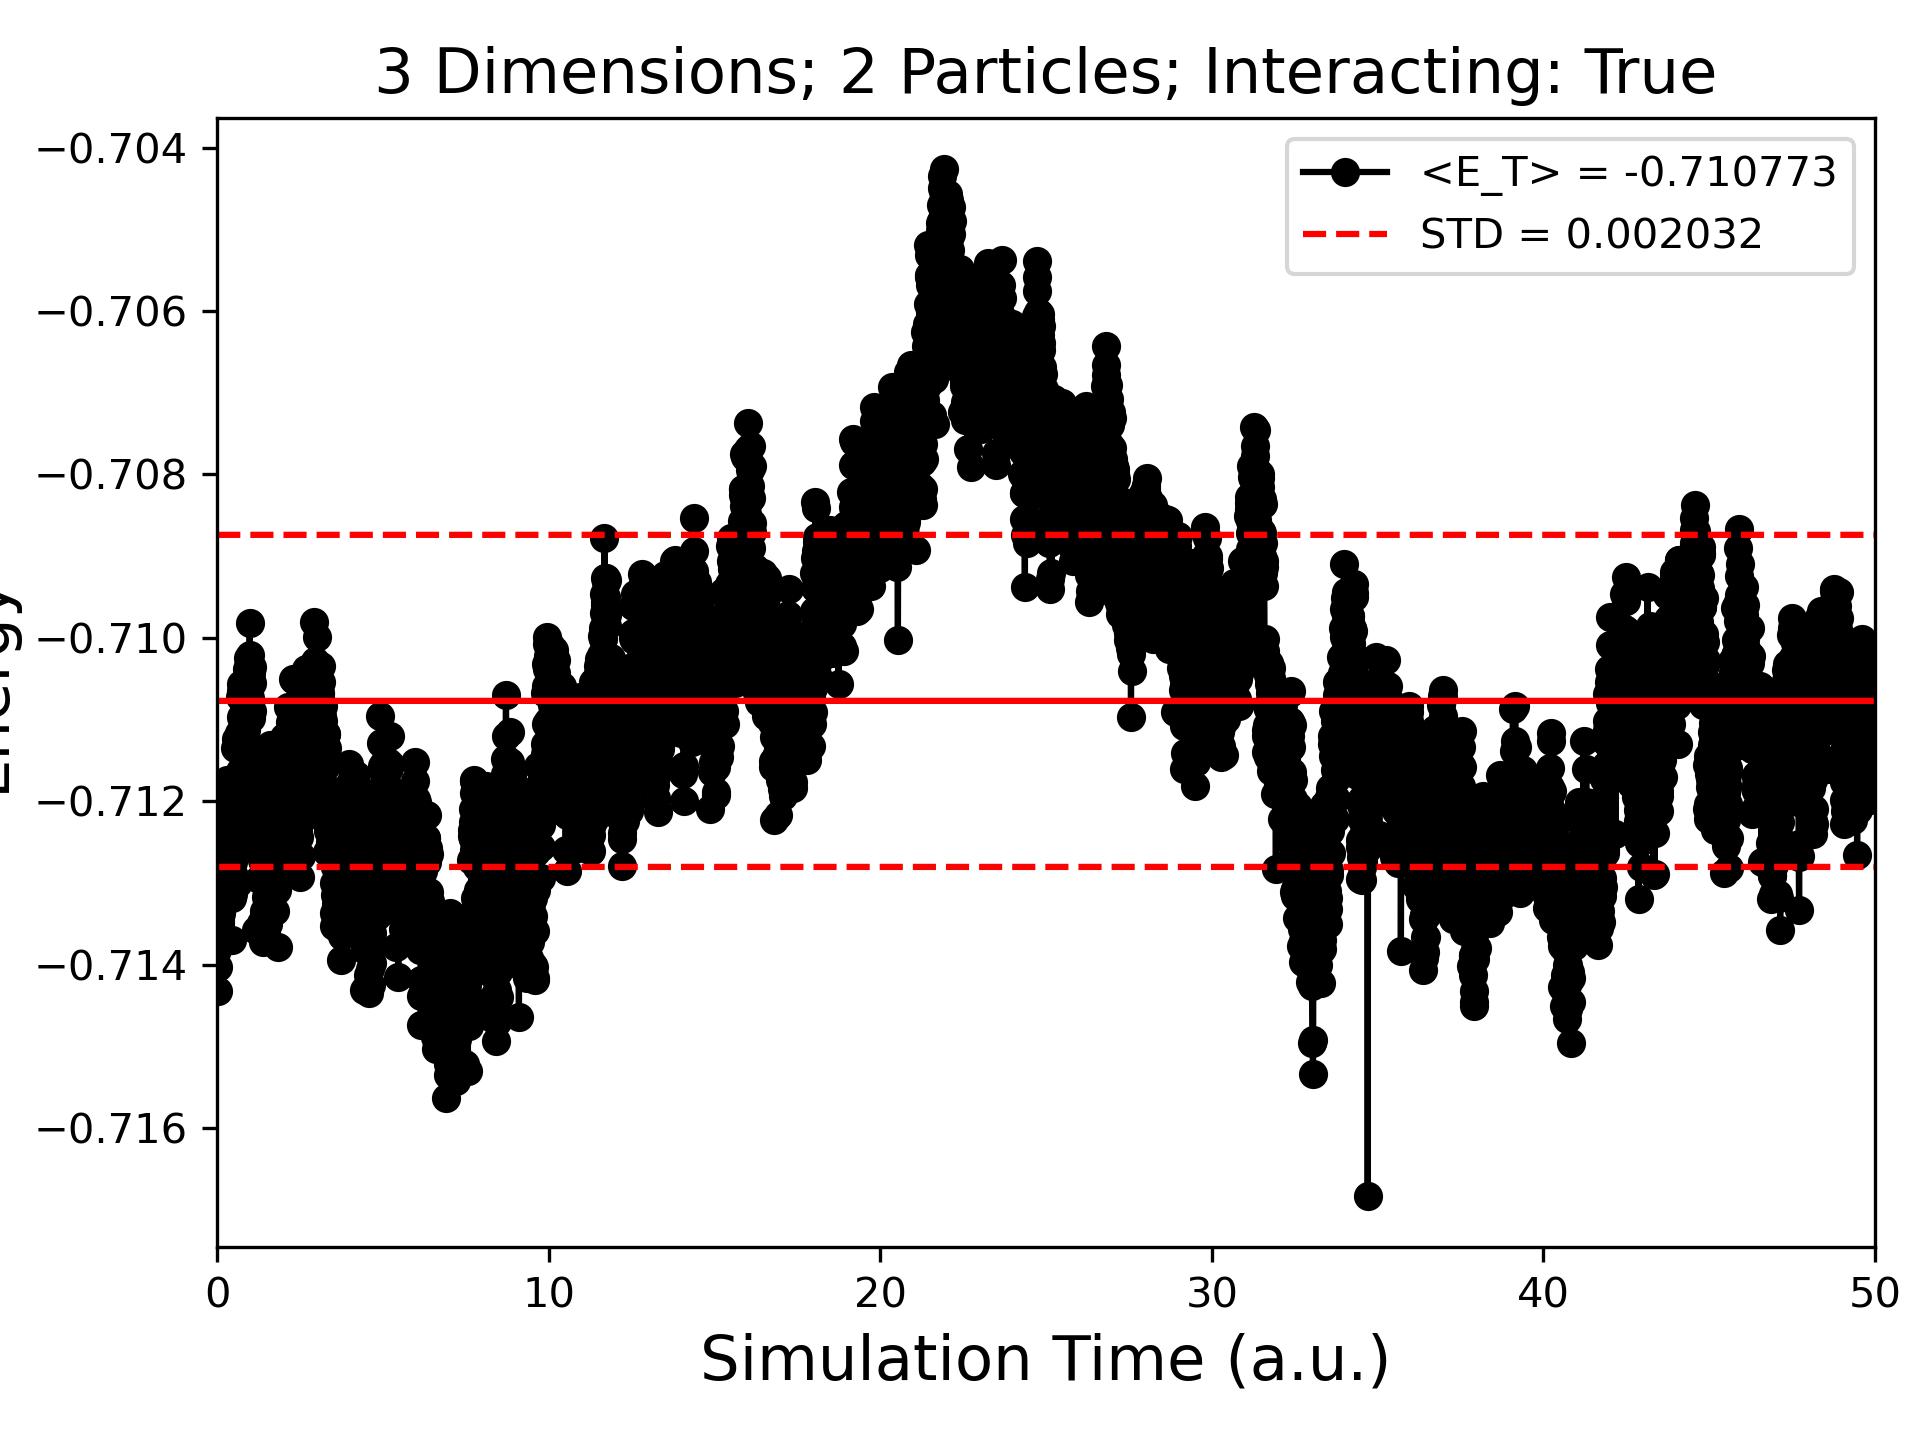 3 Dimensions; 2 Particles; Interacting: True
<E_T> = -0.710773
STD = 0.002032
−0.704
−0.706
−0.708
−0.710
−0.712
−0.714
−0.716
Energy
0 10 20 30 40 50
Simulation Time (a.u.)